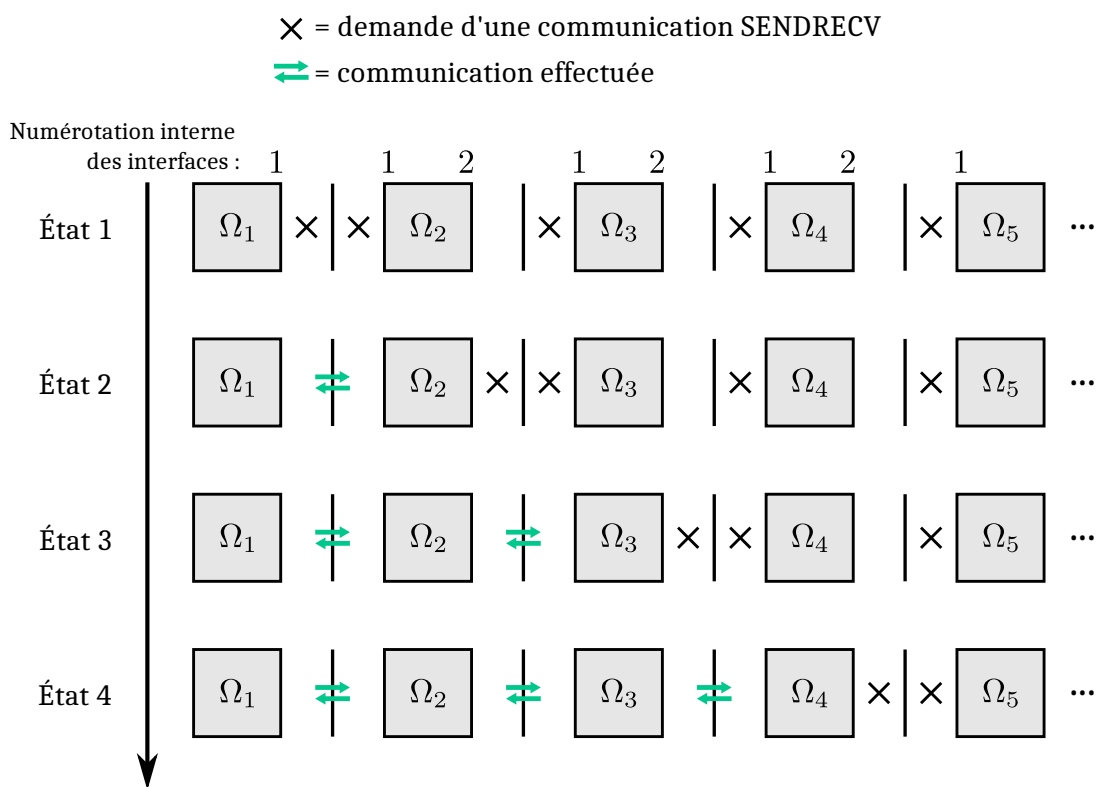 × = demande d'une communication SENDRECV
⇄ = communication effectuée
Numérotation interne
des interfaces : 1 1 2 1 2 1 2 1
État 1 Ω₁ × × Ω₂ × Ω₃ × Ω₄ × Ω₅ ...
État 2 Ω₁ ⇄ Ω₂ × × Ω₃ × Ω₄ × Ω₅ ...
État 3 Ω₁ ⇄ Ω₂ ⇄ Ω₃ × × Ω₄ × Ω₅ ...
État 4 Ω₁ ⇄ Ω₂ ⇄ Ω₃ ⇄ Ω₄ × × Ω₅ ...